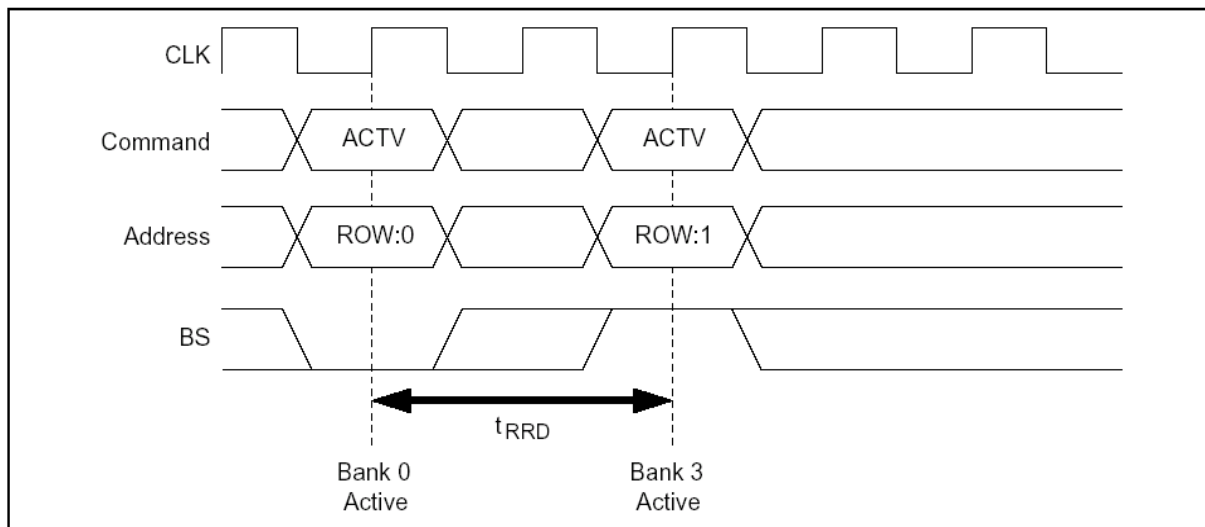 CLK
Command
ACTV
ACTV
Address
ROW:0
ROW:1
BS
tRRD
Bank 0
Active
Bank 3
Active